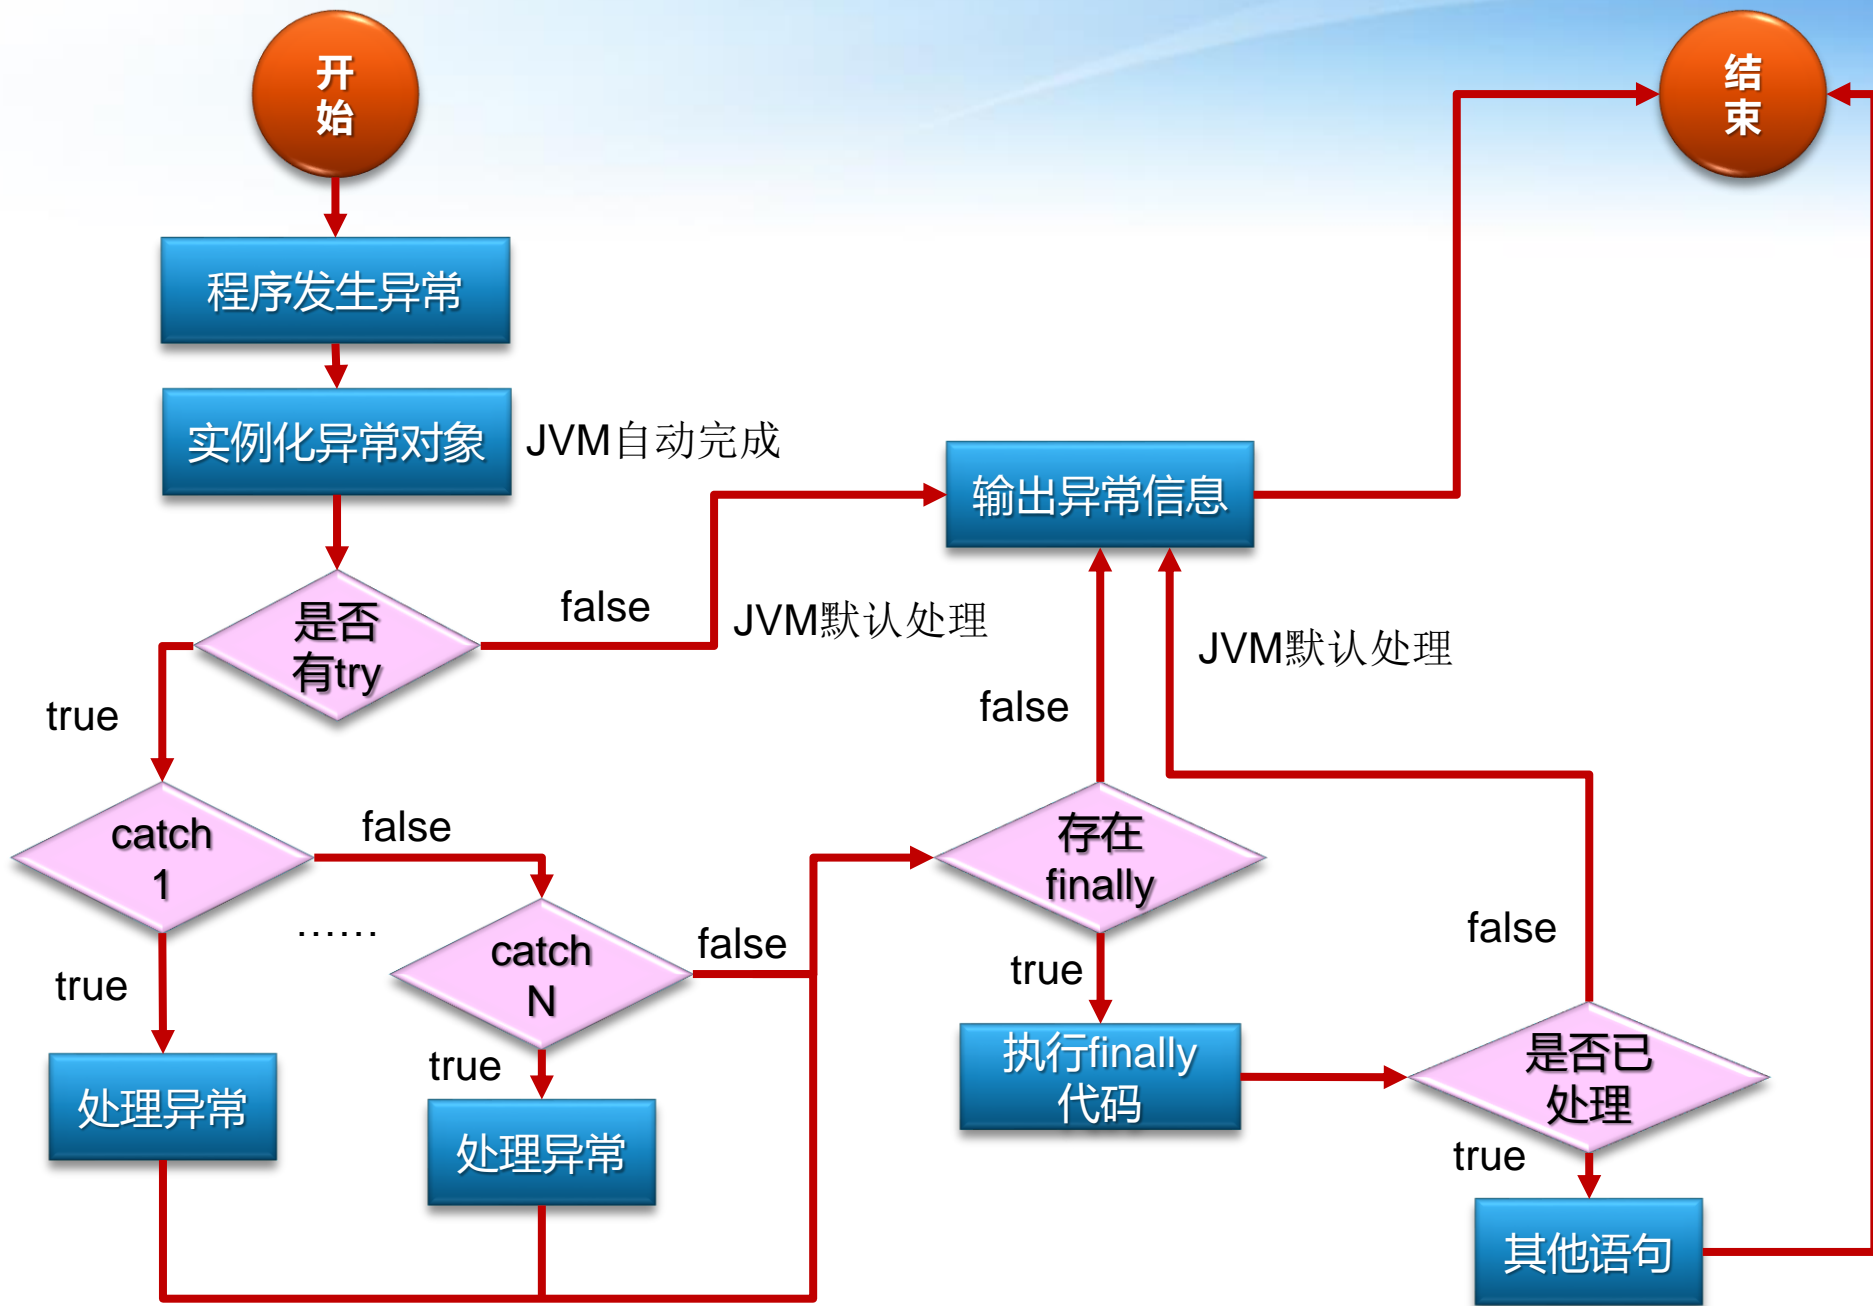 开
始
结
束
程序发生异常
实例化异常对象
JVM自动完成
输出异常信息
是否
有try
false
JVM默认处理
JVM默认处理
true
false
catch
1
false
……
catch
N
false
存在
finally
false
true
true
true
处理异常
处理异常
执行finally
代码
是否已
处理
true
其他语句